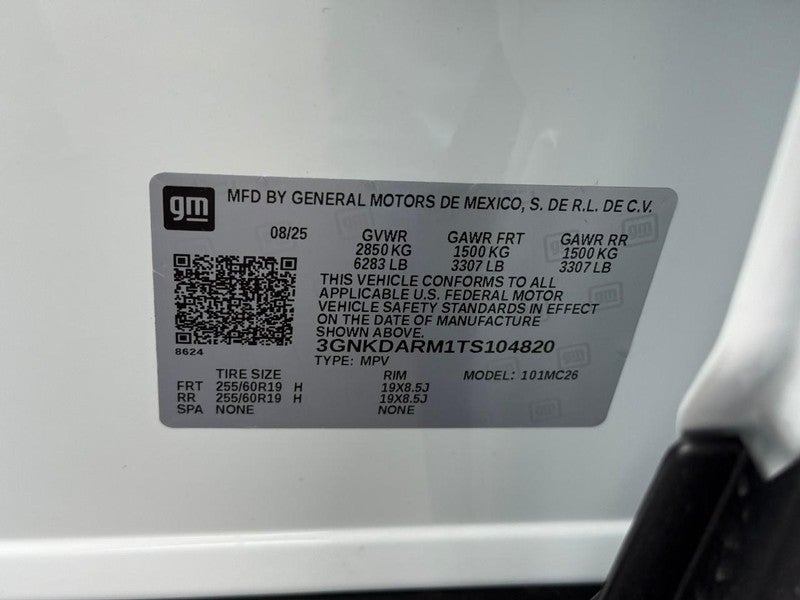 gm MFD BY GENERAL MOTORS DE MEXICO, S. DE R.L. DE C.V.
08/25 GVWR GAWR FRT GAWR RR
2850 KG 1500 KG 1500 KG
6283 LB 3307 LB 3307 LB
THIS VEHICLE CONFORMS TO ALL
APPLICABLE U.S. FEDERAL MOTOR
VEHICLE SAFETY STANDARDS IN EFFECT
ON THE DATE OF MANUFACTURE
SHOWN ABOVE.
8624 3GNKDARM1TS104820
TYPE: MPV
TIRE SIZE RIM MODEL: 101MC26
FRT 255/60R19 H 19X8.5J
RR 255/60R19 H 19X8.5J
SPA NONE NONE